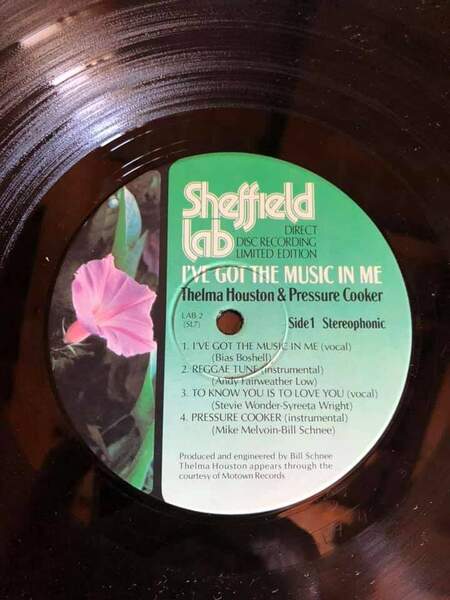 Sheffield
lab
DIRECT
DISC RECORDING
LIMITED EDITION
I'VE GOT THE MUSIC IN ME
Thelma Houston & Pressure Cooker
LAB 2
(SL7)
Side 1 Stereophonic
1. I'VE GOT THE MUSIC IN ME (vocal)
(Bias Boshell)
2. REGGAE TUNE (instrumental)
(Andy Fairweather Low)
3. TO KNOW YOU IS TO LOVE YOU (vocal)
(Stevie Wonder-Syreeta Wright)
4. PRESSURE COOKER (instrumental)
(Mike Melvoin-Bill Schnee)
Produced and engineered by Bill Schnee
Thelma Houston appears through the
courtesy of Motown Records